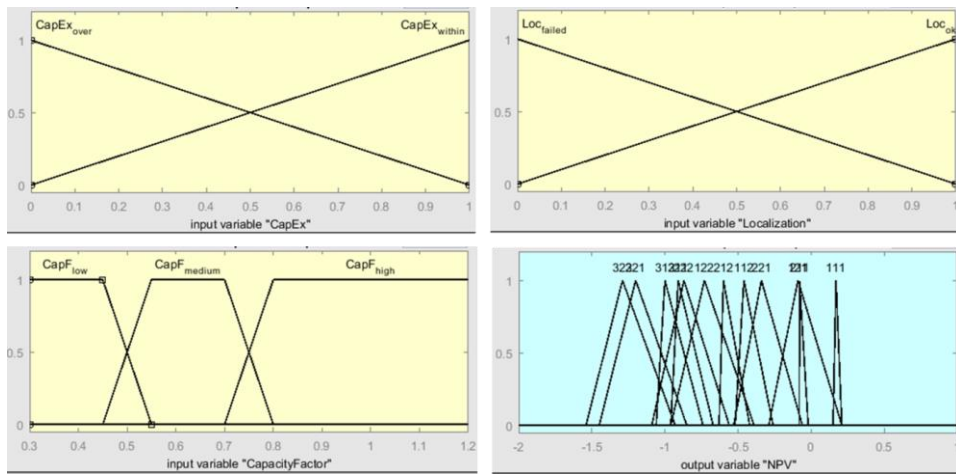 CapEx_over CapEx_within
1
0.5
0
0 0.1 0.2 0.3 0.4 0.5 0.6 0.7 0.8 0.9 1
input variable "CapEx"
Loc_failed Loc_ok
1
0.5
0
0 0.1 0.2 0.3 0.4 0.5 0.6 0.7 0.8 0.9 1
input variable "Localization"
CapF_low CapF_medium CapF_high
1
0.5
0
0.3 0.4 0.5 0.6 0.7 0.8 0.9 1 1.1 1.2
input variable "CapacityFactor"
122 212 112 221 111
1
0.5
0
-2 -1.5 -1 -0.5 0
output variable "NPV"